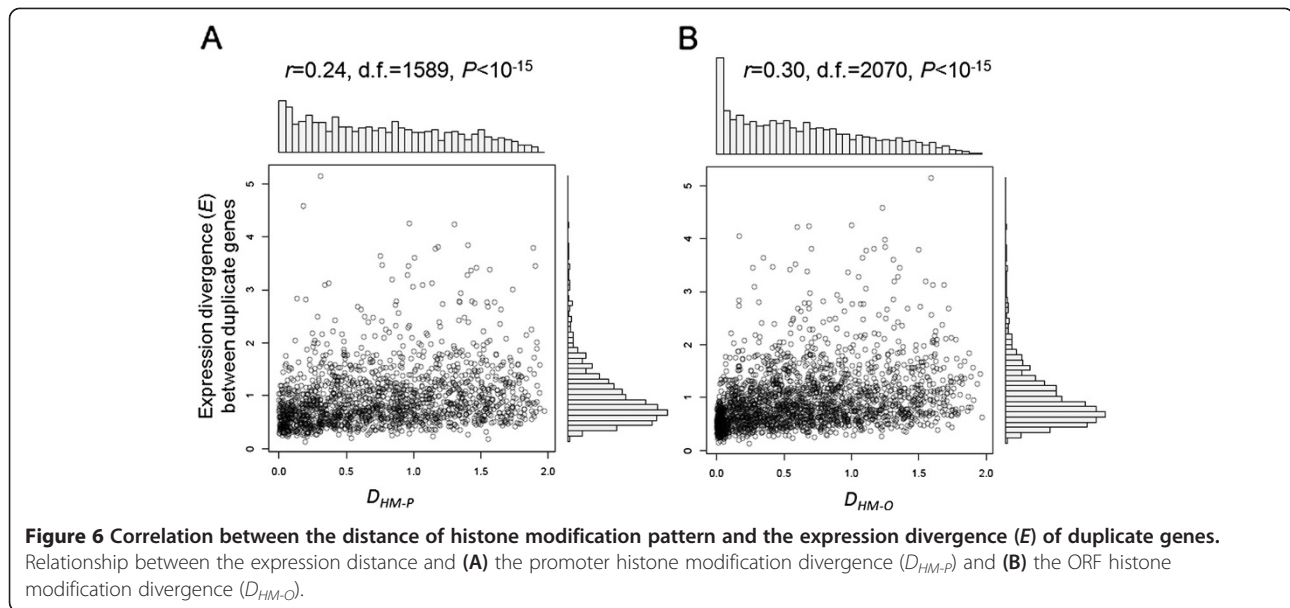 A
r=0.24, d.f.=1589, P<10-15
B
r=0.30, d.f.=2070, P<10-15
Expression divergence (E)
between duplicate genes
5
4
3
2
1
0
0.0 0.5 1.0 1.5 2.0
DHM-P
5
4
3
2
1
0
0.0 0.5 1.0 1.5 2.0
DHM-O
Figure 6 Correlation between the distance of histone modification pattern and the expression divergence (E) of duplicate genes.
Relationship between the expression distance and (A) the promoter histone modification divergence (DHM-P) and (B) the ORF histone
modification divergence (DHM-O).